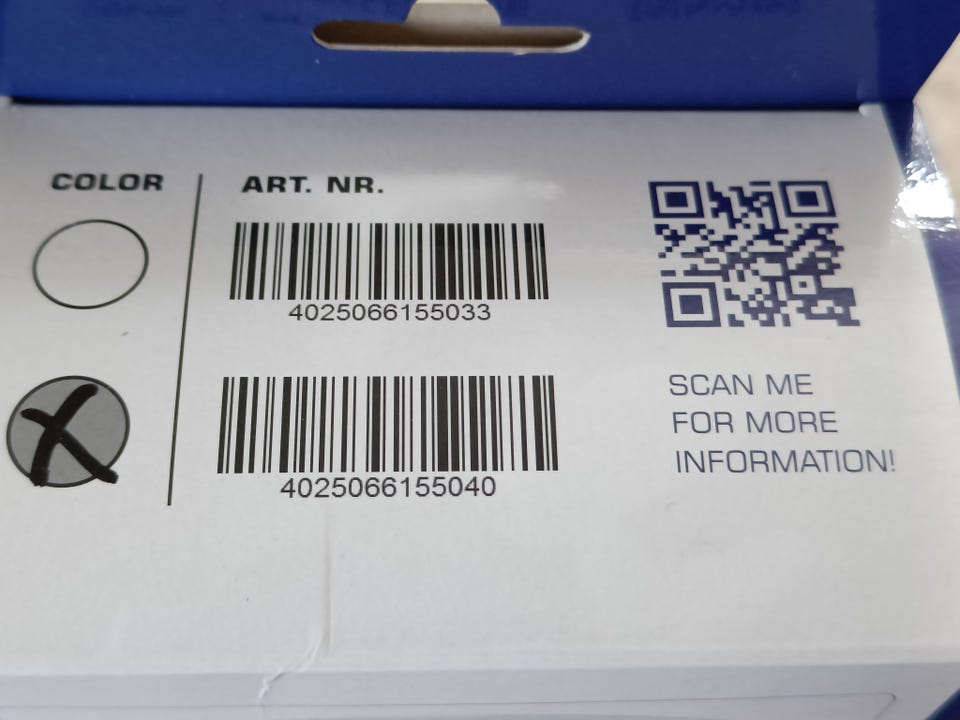 COLOR ART. NR.
4025066155033
4025066155040
SCAN ME
FOR MORE
INFORMATION!